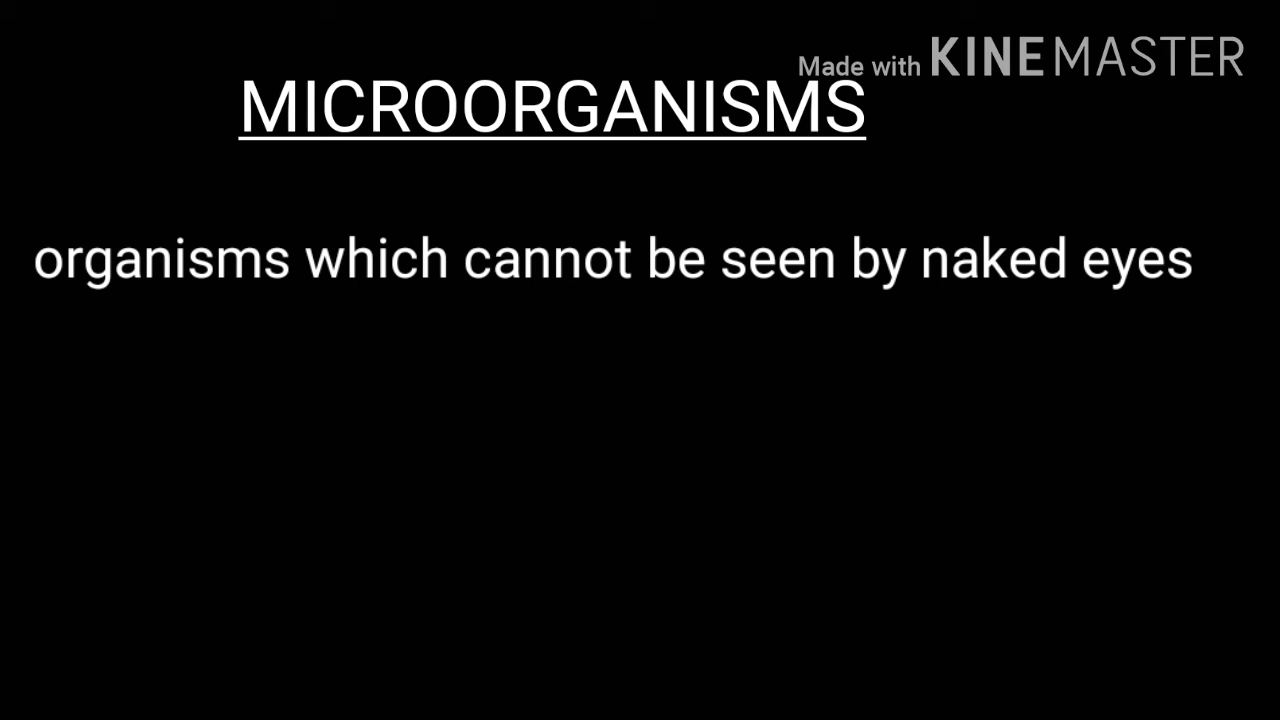 Made with KINEMASTER
MICROORGANISMS
organisms which cannot be seen by naked eyes